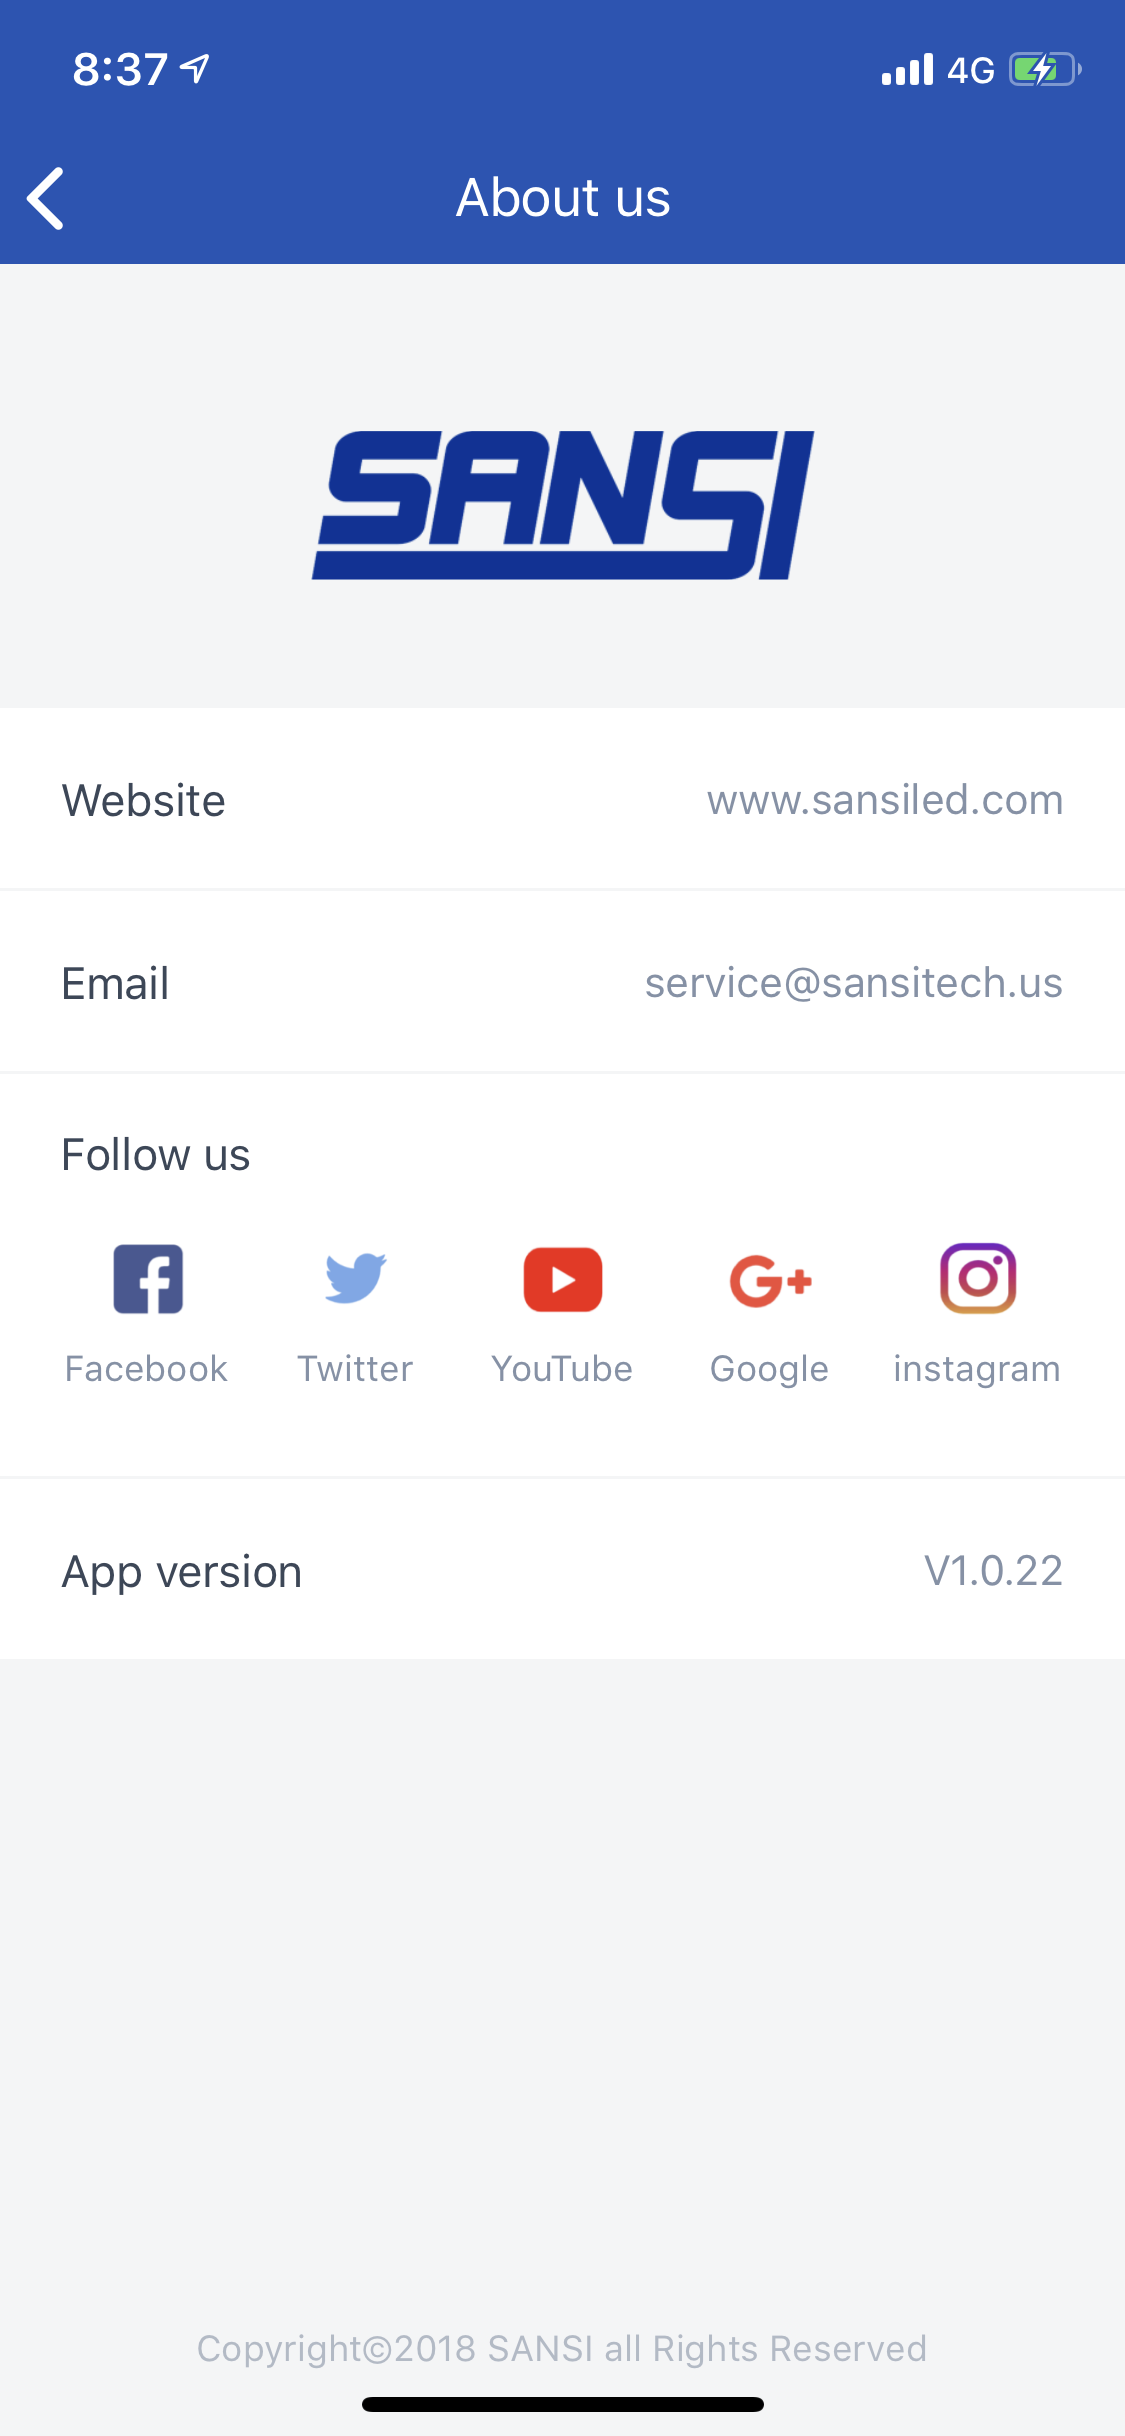 8:37
4G
About us
SANSI
Website www.sansiled.com
Email service@sansitech.us
Follow us
Facebook Twitter YouTube Google instagram
App version V1.0.22
Copyright©2018 SANSI all Rights Reserved